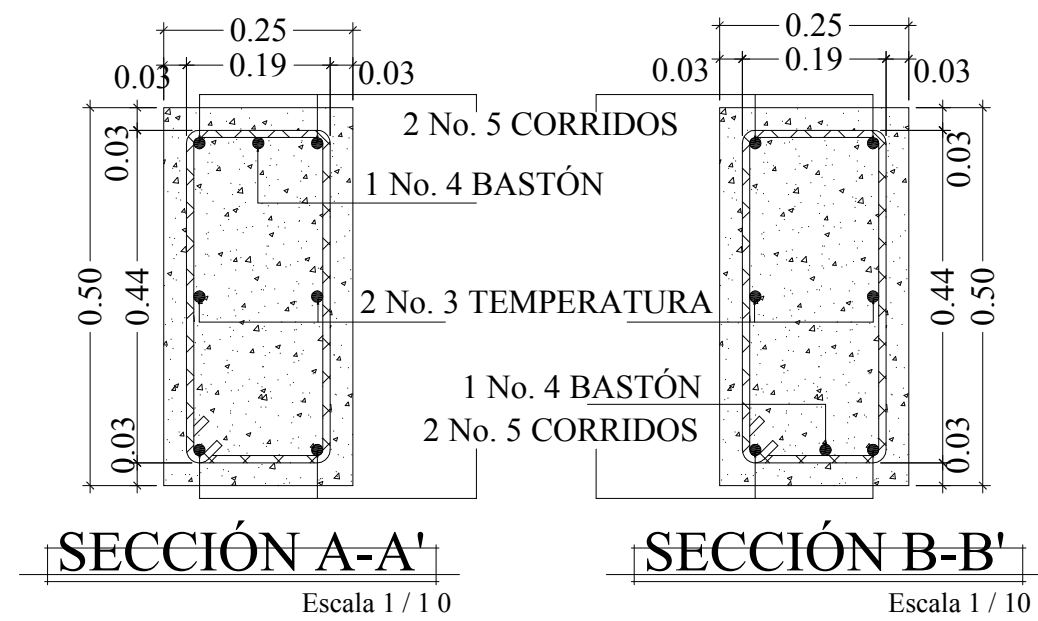 0.25
0.19
0.03
0.03
0.25
0.19
0.03
0.03
2 No. 5 CORRIDOS
1 No. 4 BASTÓN
2 No. 3 TEMPERATURA
1 No. 4 BASTÓN
2 No. 5 CORRIDOS
0.03
0.50
0.44
0.03
0.03
0.44
0.50
0.03
SECCIÓN A-A'
Escala 1 / 1 0
SECCIÓN B-B'
Escala 1 / 10